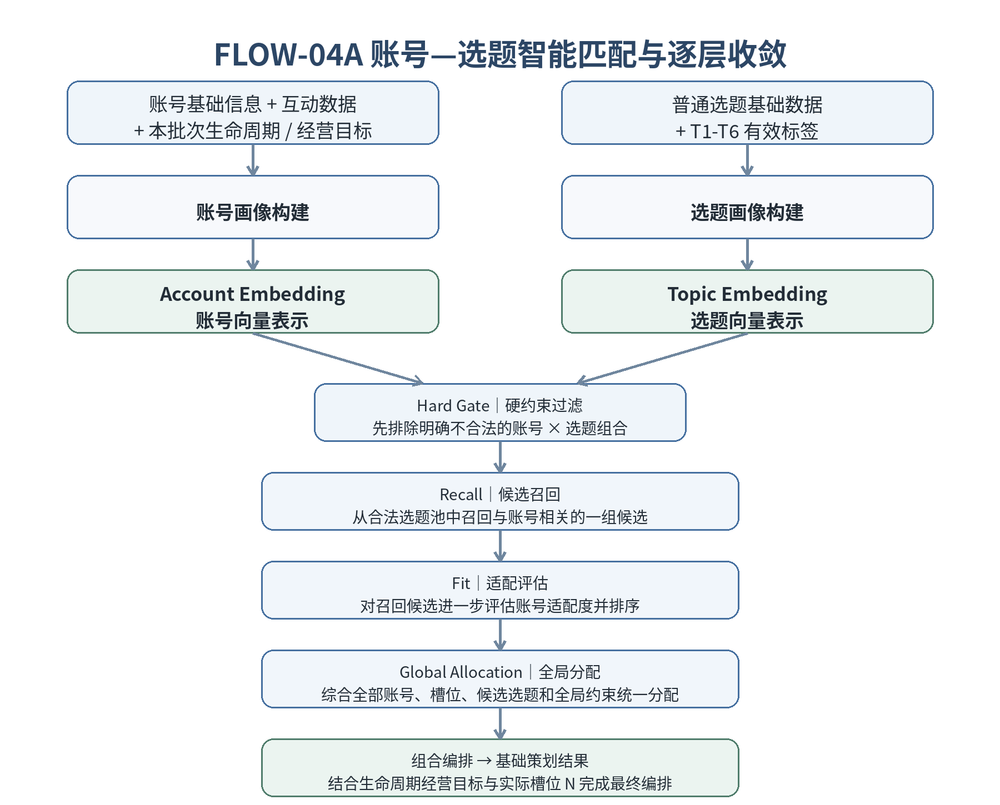 FLOW-04A 账号—选题智能匹配与逐层收敛
账号基础信息 + 互动数据
+ 本批次生命周期 / 经营目标
普通选题基础数据
+ T1-T6 有效标签
账号画像构建
选题画像构建
Account Embedding
账号向量表示
Topic Embedding
选题向量表示
Hard Gate｜硬约束过滤
先排除明确不合法的账号 × 选题组合
Recall｜候选召回
从合法选题池中召回与账号相关的一组候选
Fit｜适配评估
对召回候选进一步评估账号适配度并排序
Global Allocation｜全局分配
综合全部账号、槽位、候选选题和全局约束统一分配
组合编排 → 基础策划结果
结合生命周期经营目标与实际槽位 N 完成最终编排